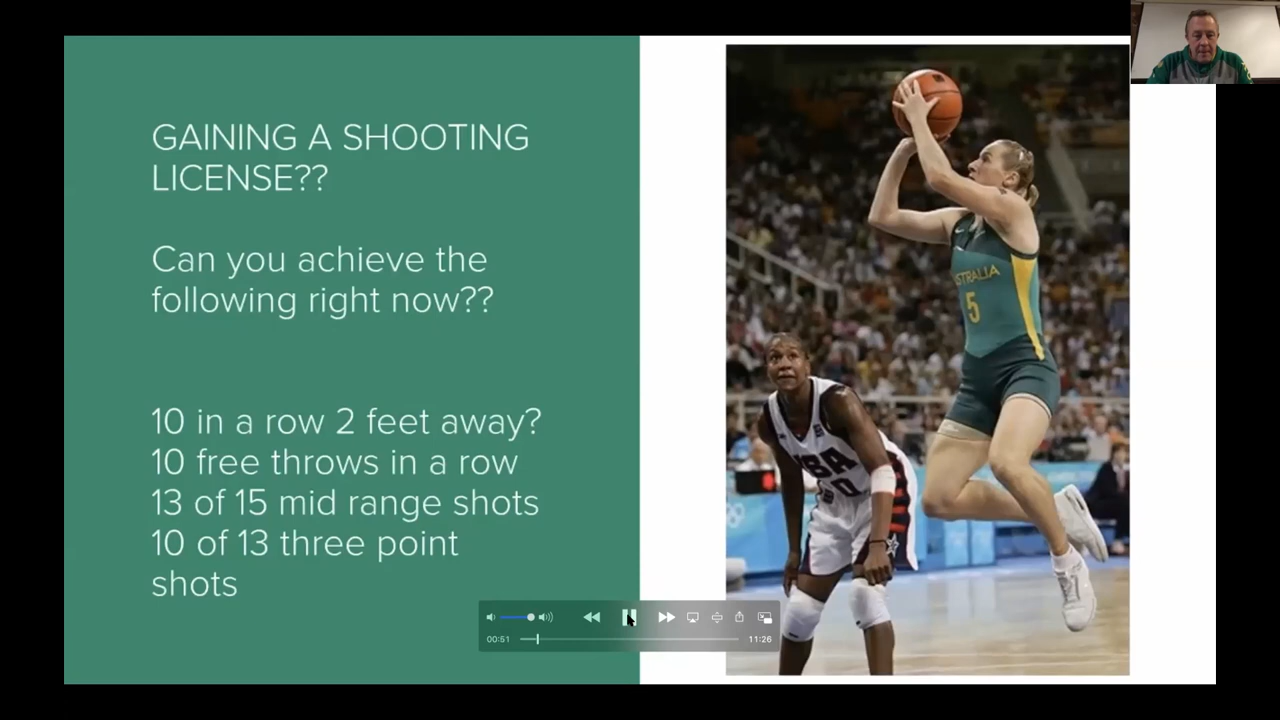 GAINING A SHOOTING
LICENSE??
Can you achieve the
following right now??
10 in a row 2 feet away?
10 free throws in a row
13 of 15 mid range shots
10 of 13 three point
shots
STRALIA
5
00:51
11:26